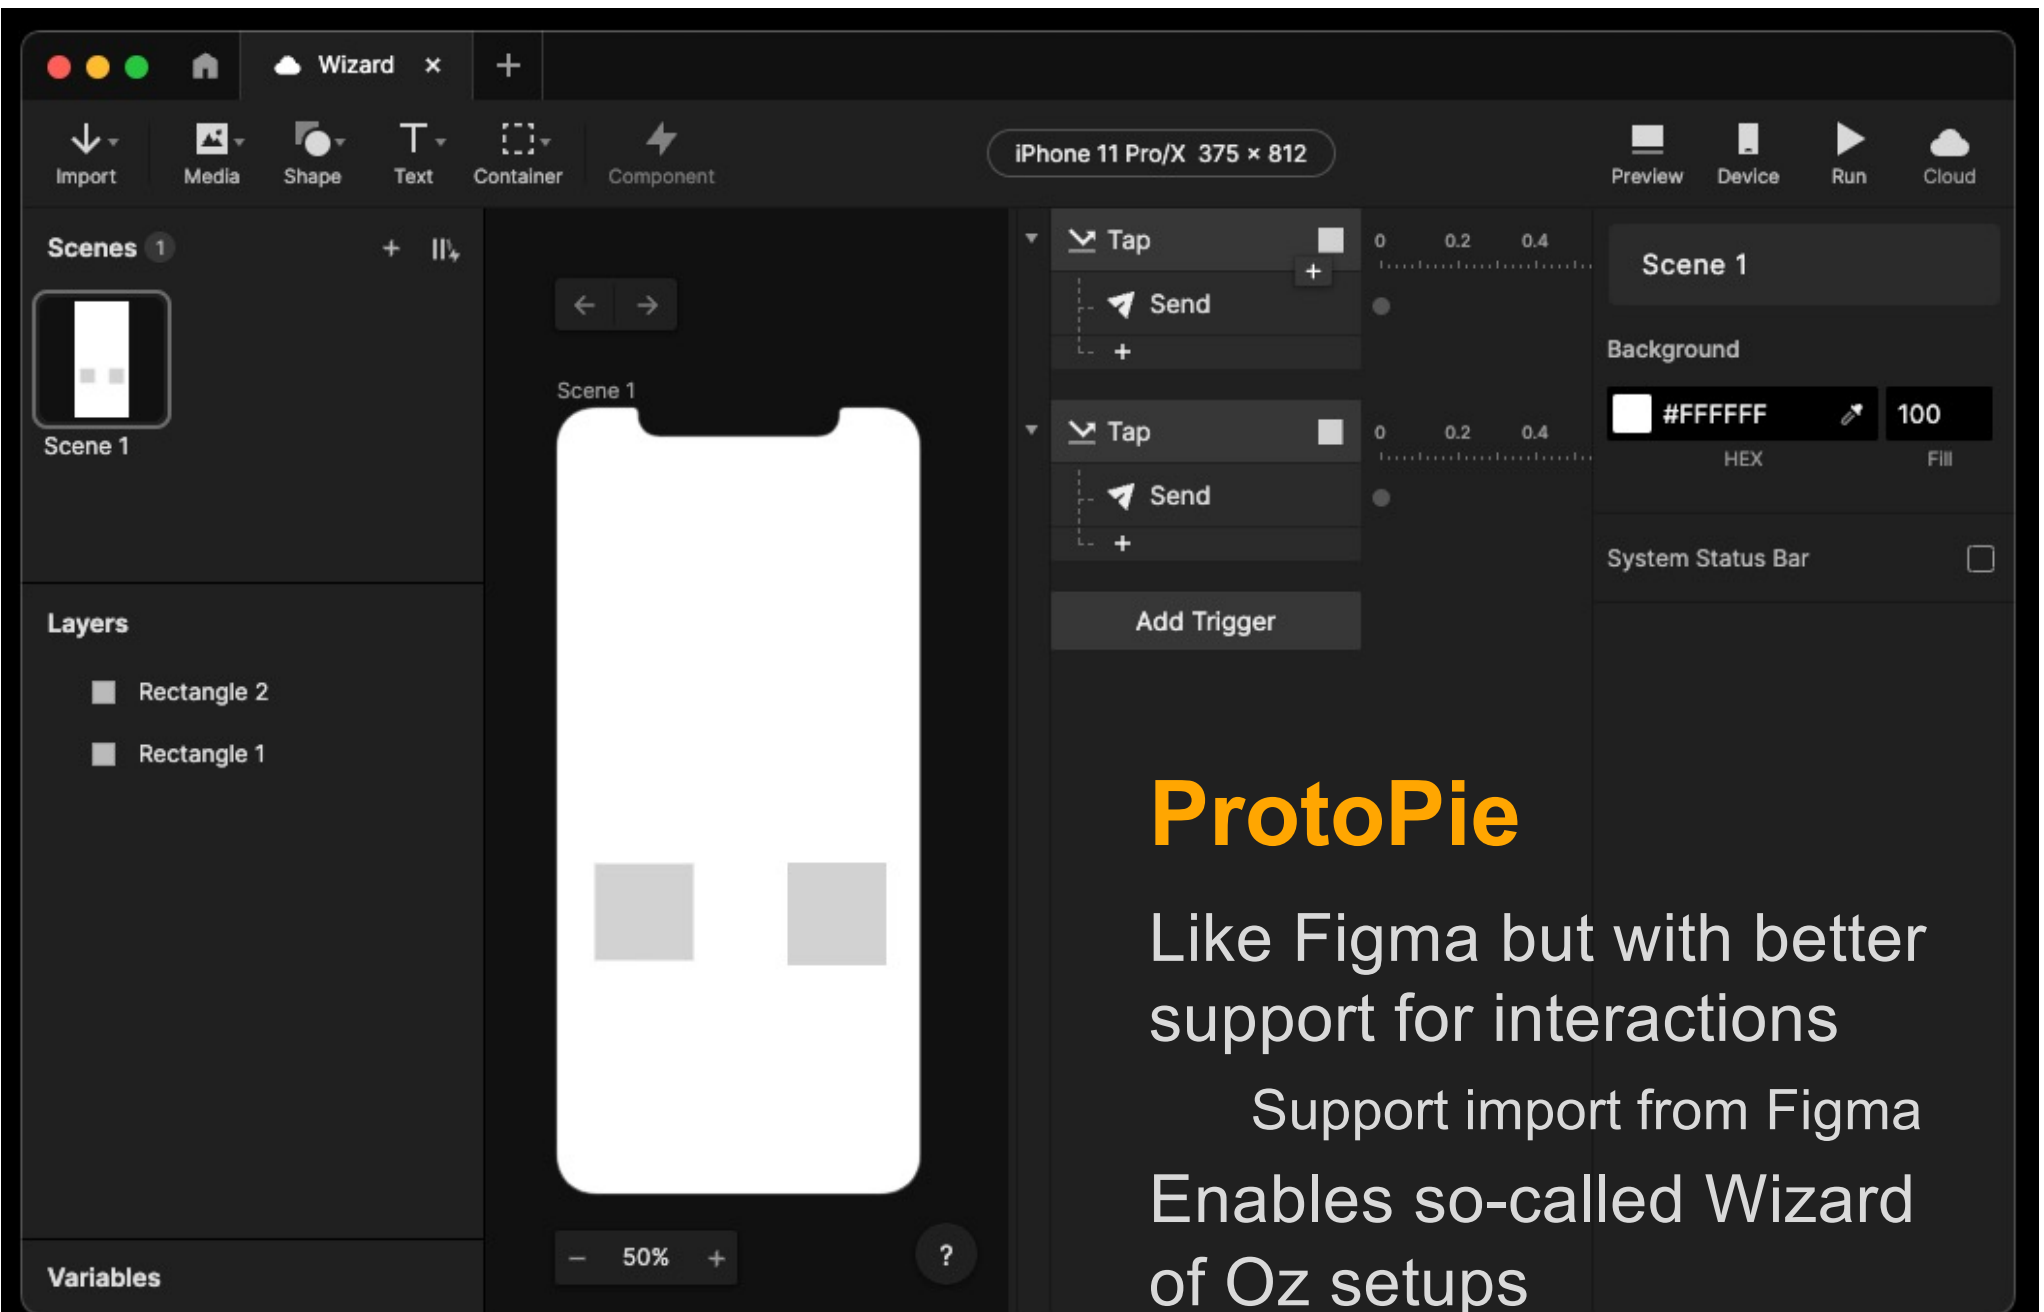 Wizard
Import
Media
Shape
Text
Container
Component
iPhone 11 Pro/X 375 × 812
Preview
Device
Run
Cloud
Scenes 1
Scene 1
Layers
Rectangle 2
Rectangle 1
Variables
Scene 1
50%
?
Tap
0 0.2 0.4
Send
Tap
0 0.2 0.4
Send
Add Trigger
Scene 1
Background
#FFFFFF 100
HEX Fill
System Status Bar
ProtoPie
Like Figma but with better
support for interactions
Support import from Figma
Enables so-called Wizard
of Oz setups